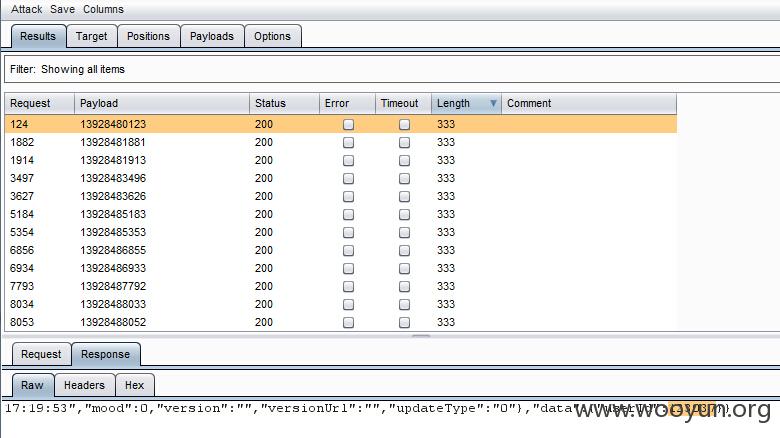 Attack Save Columns
Results Target Positions Payloads Options
Filter: Showing all items
Request Payload Status Error Timeout Length Comment
124 13928480123 200 333
1882 13928481881 200 333
1914 13928481913 200 333
3497 13928483496 200 333
3627 13928483626 200 333
5184 13928485183 200 333
5354 13928485353 200 333
6856 13928486855 200 333
6934 13928486933 200 333
7793 13928487792 200 333
8034 13928488033 200 333
8053 13928488052 200 333
Request Response
Raw Headers Hex
17:19:53","mood":0,"version":"","versionUrl":"","updateType":"0"},"data":
www.wooyun.org